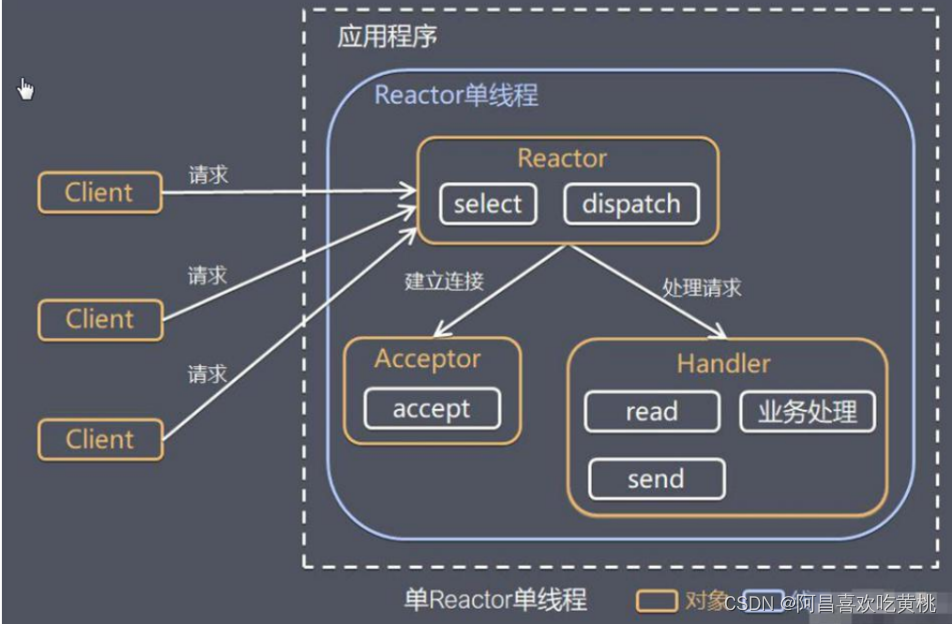 应用程序
Reactor单线程
Reactor
select
dispatch
Client
请求
Client
请求
Client
请求
建立连接
处理请求
Acceptor
accept
Handler
read
业务处理
send
单Reactor单线程
对象
CSDN @阿昌喜欢吃黄桃